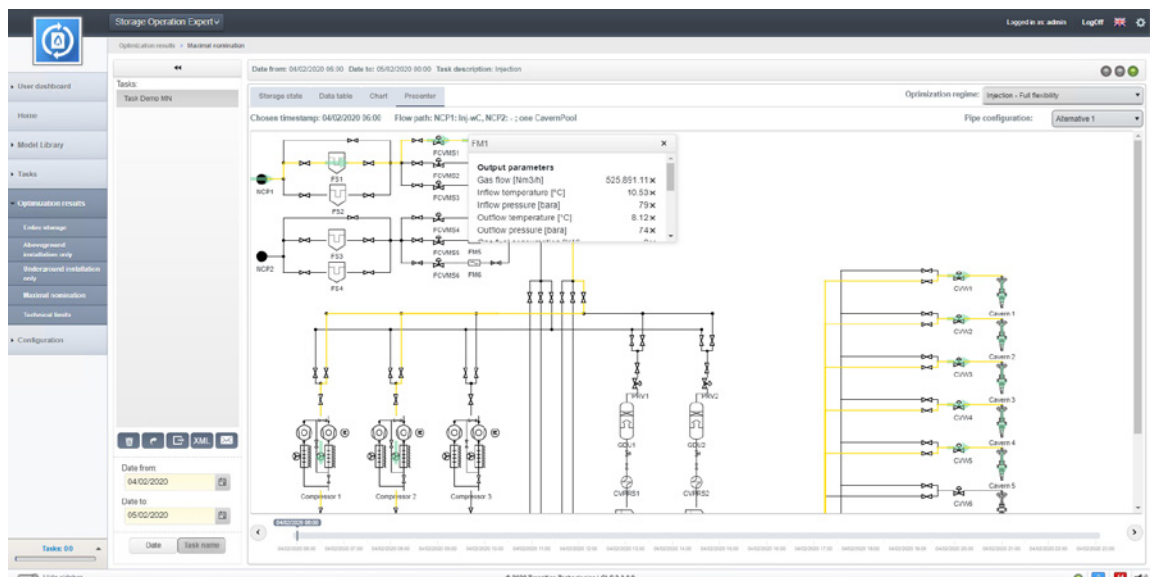 Storage Operation Expert
Logged in as: admin LogOff
Optimization results > Maximal nomination
User dashboard
Home
Model Library
Tasks
Optimization results
Entire storage
Aboveground installation only
Underground installation only
Maximal nomination
Technical limits
Configuration
Tasks: 0/0
Tasks:
Task Demo MN
XML
Date from:
04/02/2020
Date to
05/02/2020
Date Task name
Date from: 04/02/2020 06:00 Date to: 05/02/2020 00:00 Task description: Injection
Storage state Data table Chart Presenter
Optimization regime: Injection - Full flexibility
Chosen timestamp: 04/02/2020 06:00 Flow path: NCP1: Inj-wC, NCP2: - ; one CavernPool
Pipe configuration: Alternative 1
FM1 ×
Output parameters
Gas flow [Nm3/h] 525.891.11×
Inflow temperature [°C] 10.53×
Inflow pressure [bara] 79×
Outflow temperature [°C] 8.12×
Outflow pressure [bara] 74×
NCP1
FS1
FS2
FCVMS1
FCVMS2
FCVMS3
NCP2
FS3
FS4
FCVMS4
FCVMS5 FM5
FCVMS6 FM6
PRV1
PRV2
GDU1
GDU2
CVPRS1
CVPRS2
Compressor 1
Compressor 2
Compressor 3
CVW1
Cavern 1
CVW2
Cavern 2
CVW3
Cavern 3
CVW4
Cavern 4
CVW5
Cavern 5
CVW6
04/02/2020 06:00